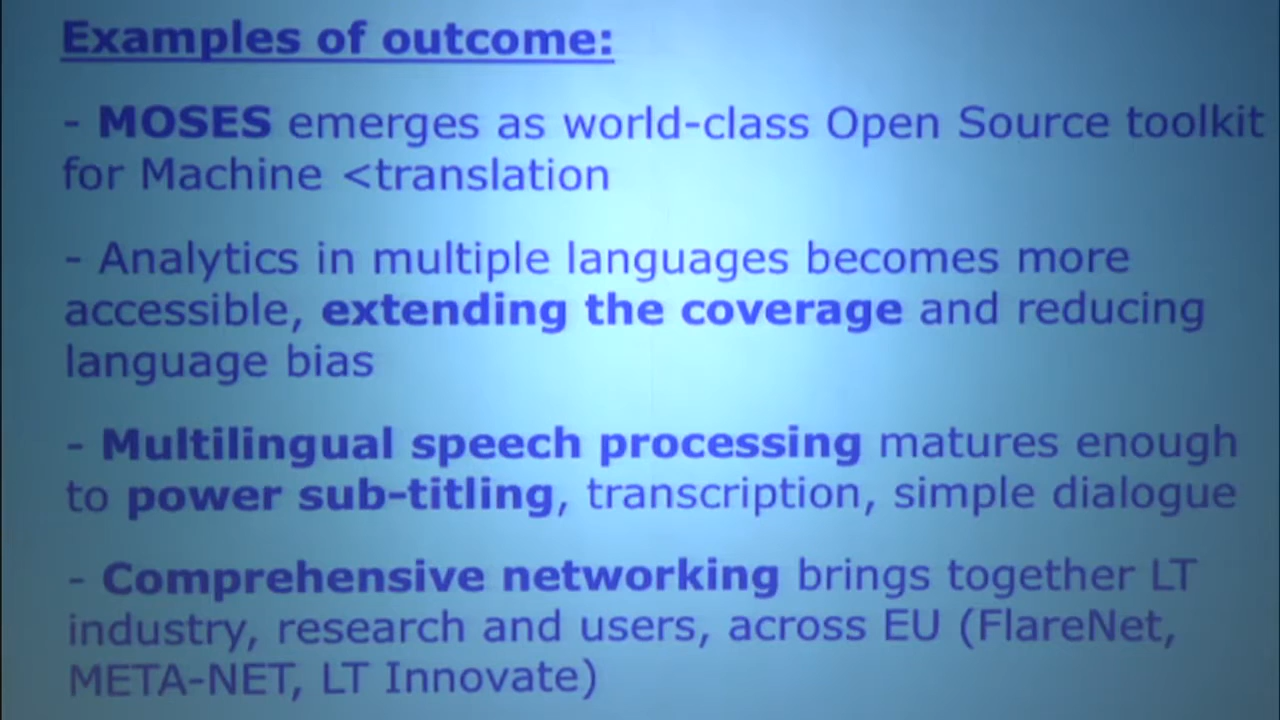 Examples of outcome:
- MOSES emerges as world-class Open Source toolkit
for Machine <translation
- Analytics in multiple languages becomes more
accessible, extending the coverage and reducing
language bias
- Multilingual speech processing matures enough
to power sub-titling, transcription, simple dialogue
- Comprehensive networking brings together LT
industry, research and users, across EU (FlareNet,
META-NET, LT Innovate)